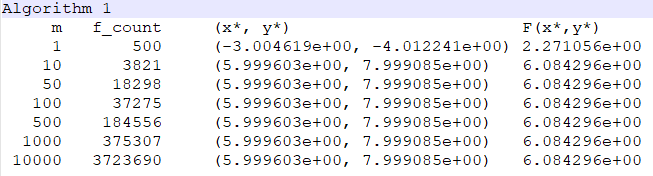 Algorithm 1
m f_count (x*, y*) F(x*,y*)
1 500 (-3.004619e+00, -4.012241e+00) 2.271056e+00
10 3821 (5.999603e+00, 7.999085e+00) 6.084296e+00
50 18298 (5.999603e+00, 7.999085e+00) 6.084296e+00
100 37275 (5.999603e+00, 7.999085e+00) 6.084296e+00
500 184556 (5.999603e+00, 7.999085e+00) 6.084296e+00
1000 375307 (5.999603e+00, 7.999085e+00) 6.084296e+00
10000 3723690 (5.999603e+00, 7.999085e+00) 6.084296e+00